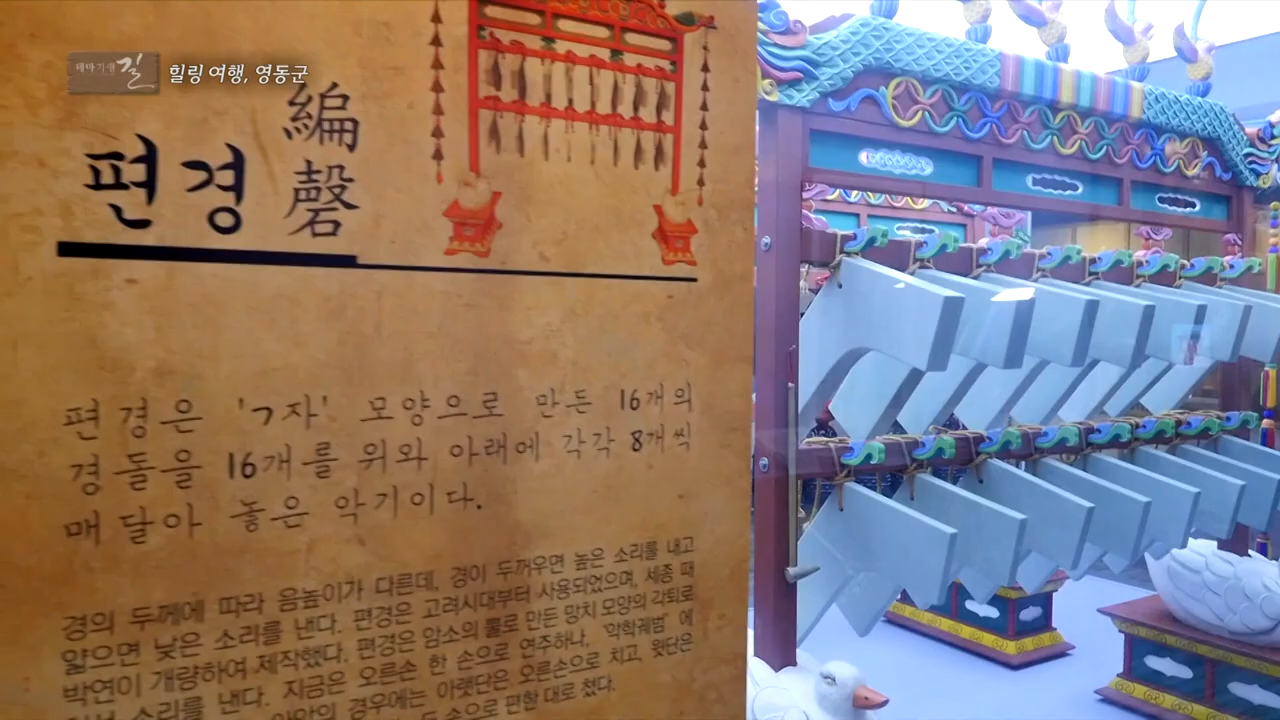 테마기행 길
힐링 여행, 영동군
편경
編磬
편경은 'ㄱ자' 모양으로 만든 16개의
경돌을 16개를 위와 아래에 각각 8개씩
매달아 놓은 악기이다.
경의 두께에 따라 음높이가 다른데, 경이 두꺼우면 높은 소리를 내고
얇으면 낮은 소리를 낸다. 편경은 고려시대부터 사용되었으며, 세종 때
박연이 개량하여 제작했다. 편경은 암소의 뿔로 만든 망치 모양의 각퇴로
소리를 낸다. 지금은 오른손 한 손으로 연주하나, '악학궤범' 에
경우에는 아랫단은 오른손으로 치고, 윗단은
손으로 편한 대로 쳤다.